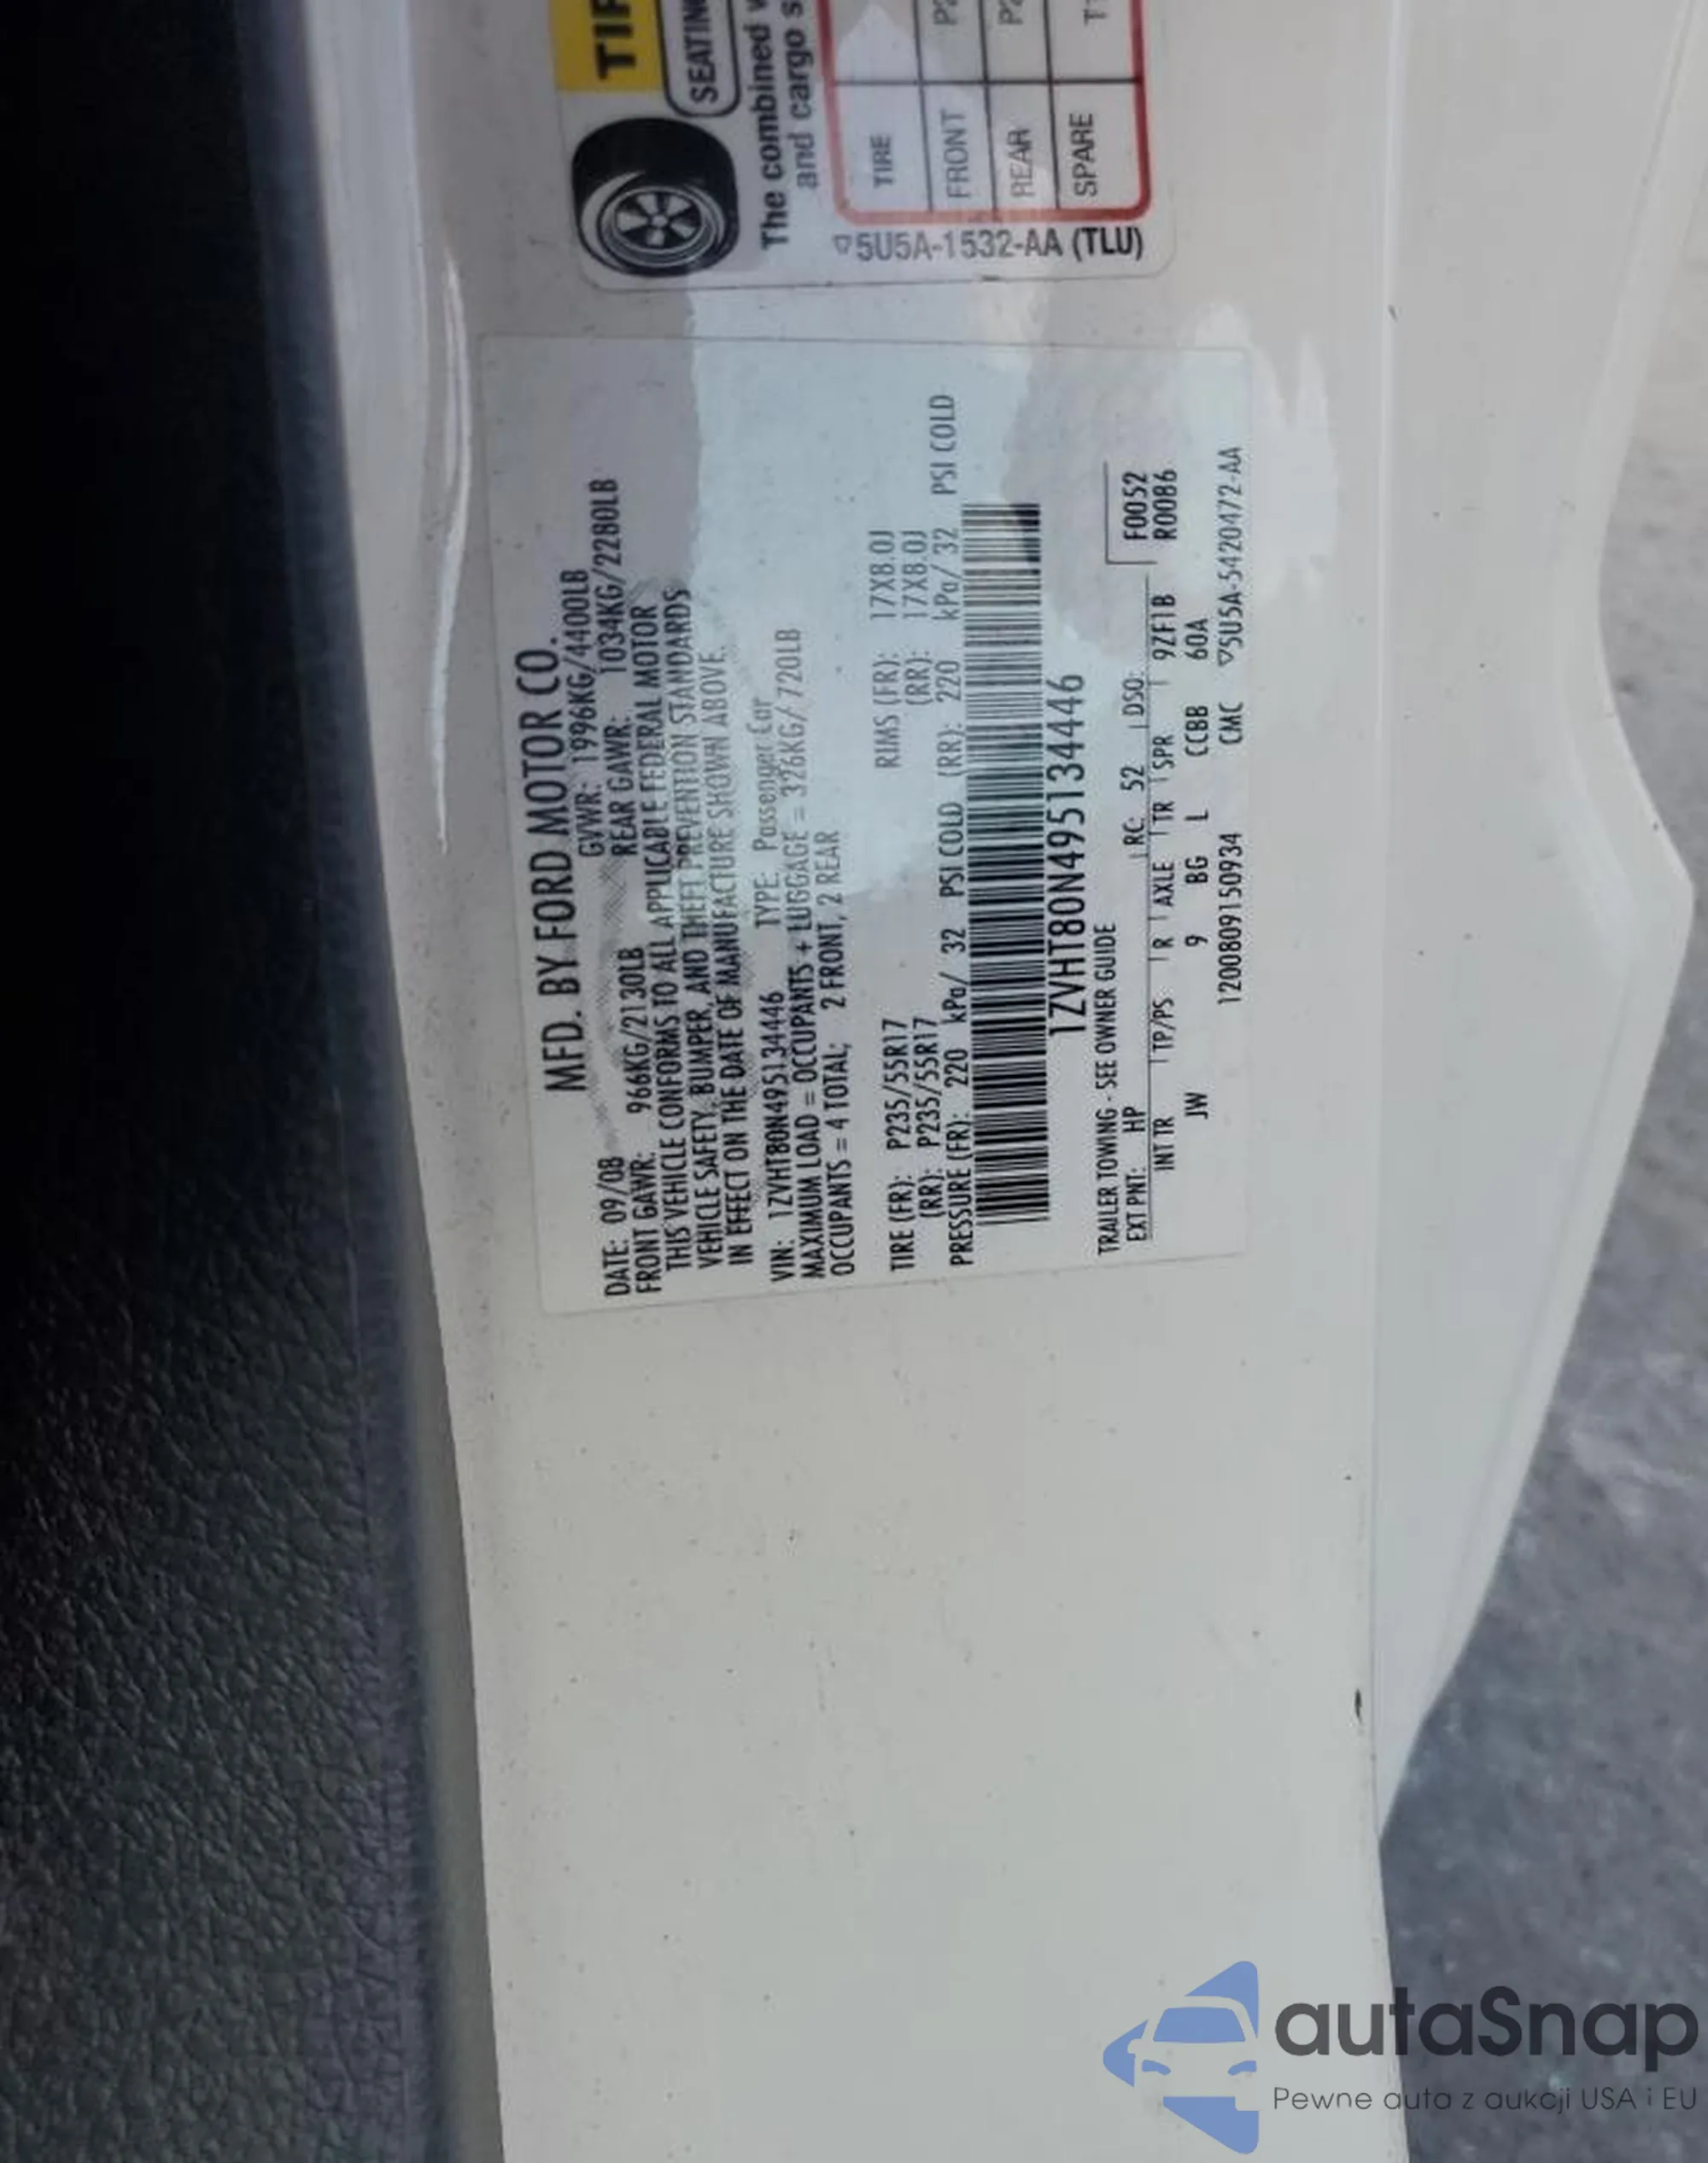 MFD. BY FORD MOTOR CO.
DATE: 09/08 GVWR: 1996KG/4400LB
FRONT GAWR: 966KG/2130LB REAR GAWR: 1034KG/2280LB
THIS VEHICLE CONFORMS TO ALL APPLICABLE FEDERAL MOTOR
VEHICLE SAFETY, BUMPER, AND THEFT PREVENTION STANDARDS
IN EFFECT ON THE DATE OF MANUFACTURE SHOWN ABOVE.
VIN: 1ZVHT80N495134446 TYPE: Passenger Car
MAXIMUM LOAD = OCCUPANTS + LUGGAGE = 326KG/720LB
OCCUPANTS = 4 TOTAL; 2 FRONT, 2 REAR
TIRE (FR): P235/55R17 RIMS (FR): 17X8.0J
(RR): P235/55R17 (RR): 17X8.0J
PRESSURE (FR): 220 kPa/ 32 PSI COLD (RR): 220 kPa/ 32 PSI COLD
1ZVHT80N495134446
TRAILER TOWING - SEE OWNER GUIDE
EXT PNT: HP RC: 52 DSO: F0052
INT TR TP/PS R AXLE TR SPR 9ZF1B R0086
JW 9 BG L CCBB 60A
1200809150934 CMC ▽5U5A-5420472-AA
TIR
SEATING
The combined w
and cargo s
TIRE
FRONT P2
REAR P2
SPARE T1
▽5U5A-1532-AA (TLU)
autaSnap
Pewne auta z aukcji USA i EU